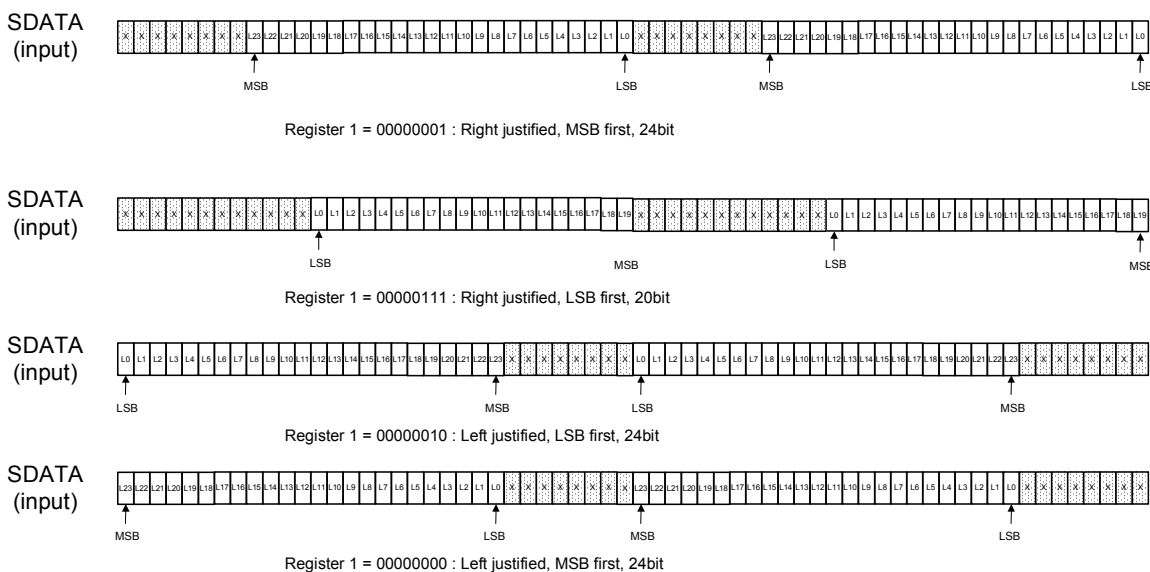 SDATA
(input)
X X X X X X X X L23 L22 L21 L20 L19 L18 L17 L16 L15 L14 L13 L12 L11 L10 L9 L8 L7 L6 L5 L4 L3 L2 L1 L0 X X X X X X X X L23 L22 L21 L20 L19 L18 L17 L16 L15 L14 L13 L12 L11 L10 L9 L8 L7 L6 L5 L4 L3 L2 L1 L0
MSB LSB MSB LSB
Register 1 = 00000001 : Right justified, MSB first, 24bit
SDATA
(input)
X X X X X X X X X X X X L0 L1 L2 L3 L4 L5 L6 L7 L8 L9 L10 L11 L12 L13 L14 L15 L16 L17 L18 L19 X X X X X X X X X X X X L0 L1 L2 L3 L4 L5 L6 L7 L8 L9 L10 L11 L12 L13 L14 L15 L16 L17 L18 L19
LSB MSB LSB MSB
Register 1 = 00000111 : Right justified, LSB first, 20bit
SDATA
(input)
L0 L1 L2 L3 L4 L5 L6 L7 L8 L9 L10 L11 L12 L13 L14 L15 L16 L17 L18 L19 L20 L21 L22 L23 X X X X X X X X L0 L1 L2 L3 L4 L5 L6 L7 L8 L9 L10 L11 L12 L13 L14 L15 L16 L17 L18 L19 L20 L21 L22 L23 X X X X X X X X
LSB MSB LSB MSB
Register 1 = 00000010 : Left justified, LSB first, 24bit
SDATA
(input)
L23 L22 L21 L20 L19 L18 L17 L16 L15 L14 L13 L12 L11 L10 L9 L8 L7 L6 L5 L4 L3 L2 L1 L0 X X X X X X X X L23 L22 L21 L20 L19 L18 L17 L16 L15 L14 L13 L12 L11 L10 L9 L8 L7 L6 L5 L4 L3 L2 L1 L0 X X X X X X X X
MSB LSB MSB LSB
Register 1 = 00000000 : Left justified, MSB first, 24bit